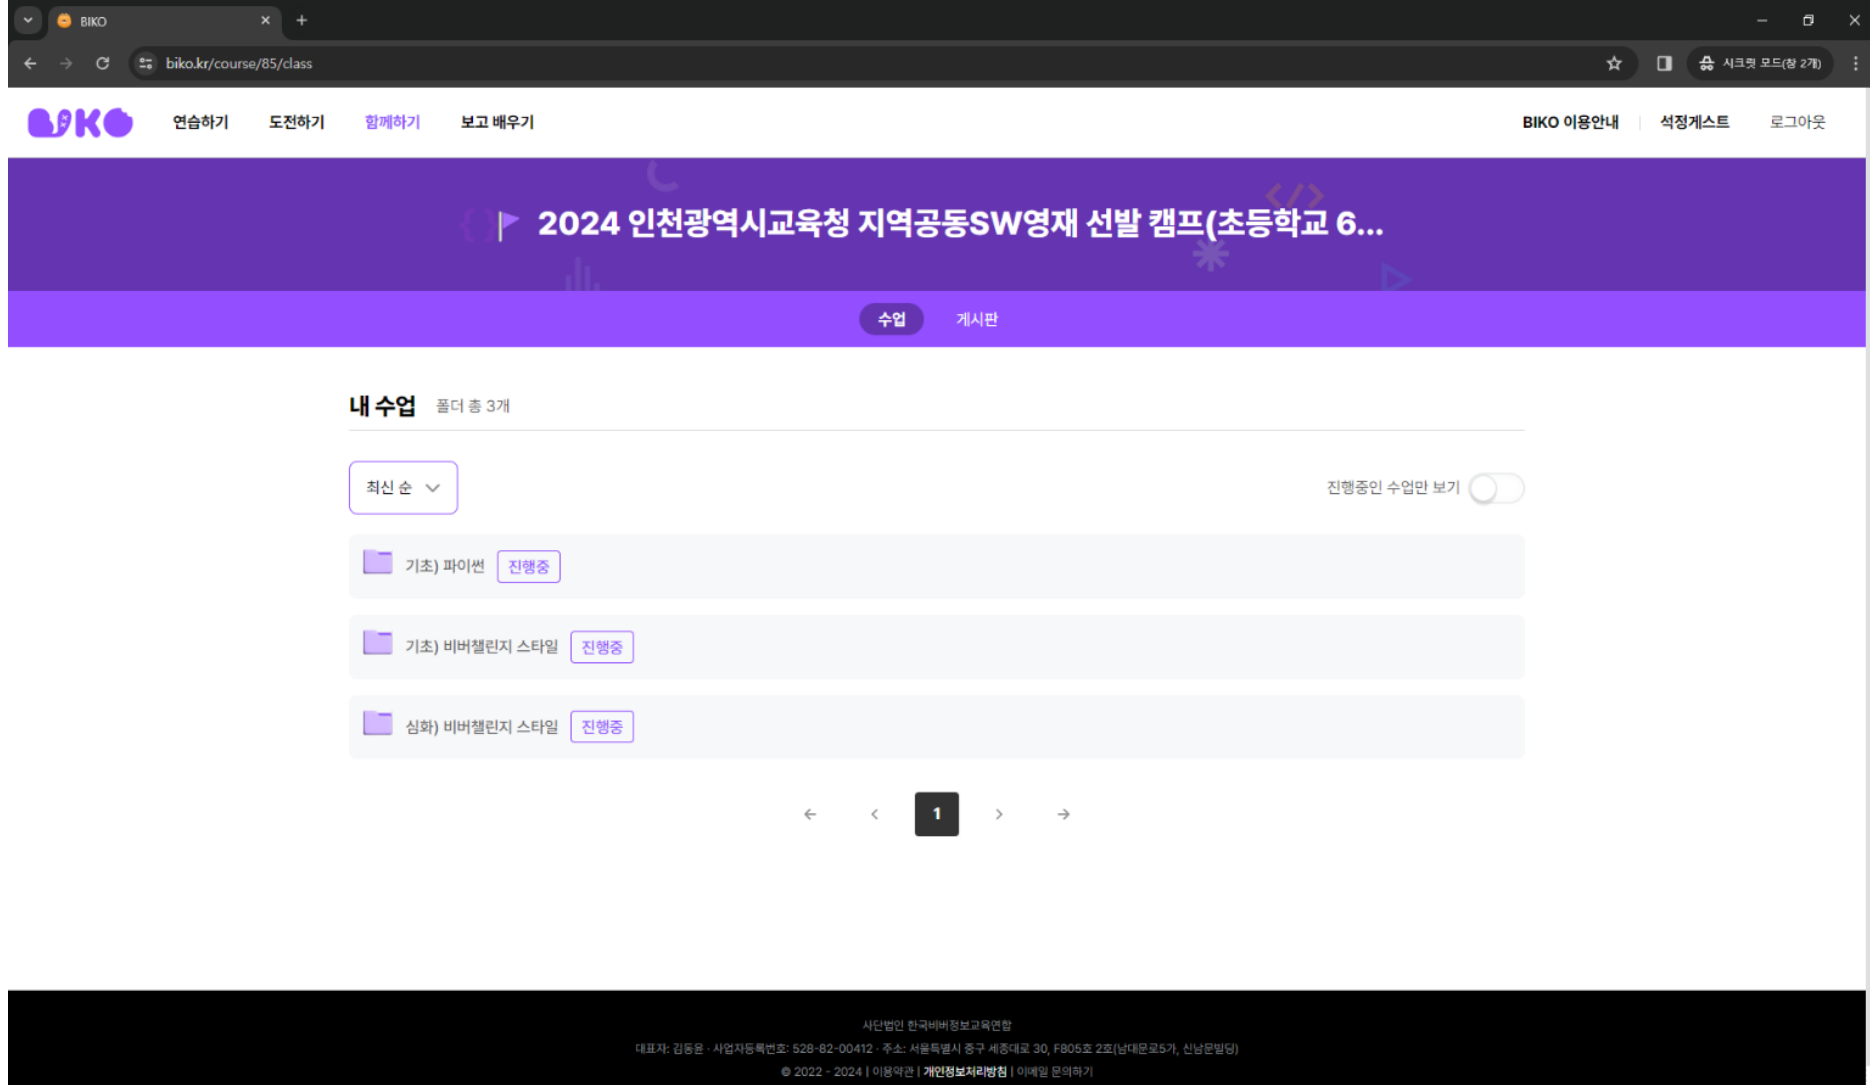 BIKO
biko.kr/course/85/class
시크릿 모드(창 2개)
BIKO 연습하기 도전하기 함께하기 보고 배우기 BIKO 이용안내 석정게스트 로그아웃
2024 인천광역시교육청 지역공동SW영재 선발 캠프(초등학교 6...
수업 게시판
내 수업 폴더 총 3개
최신 순 진행중인 수업만 보기
기초) 파이썬 진행중
기초) 비버챌린지 스타일 진행중
심화) 비버챌린지 스타일 진행중
1
사단법인 한국비버정보교육연합
대표자: 김동윤 · 사업자등록번호: 528-82-00412 · 주소: 서울특별시 중구 세종대로 30, F805호 2호(남대문로5가, 신남문빌딩)
© 2022 - 2024 | 이용약관 | 개인정보처리방침 | 이메일 문의하기